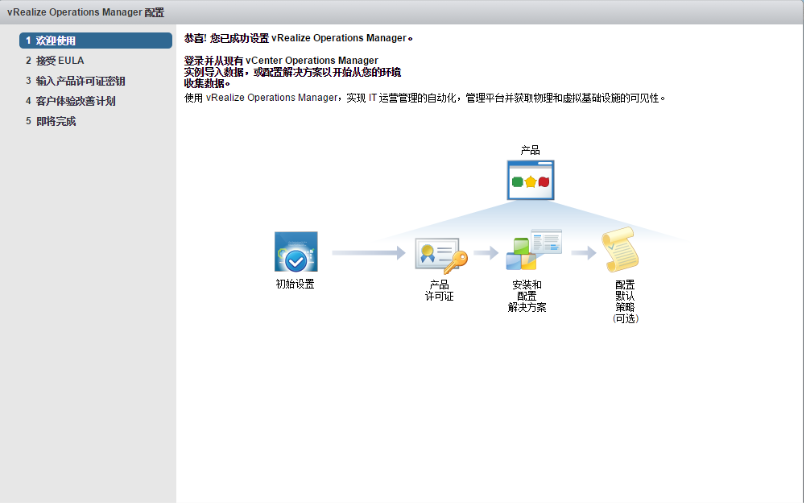 vRealize Operations Manager 配置
1 欢迎使用
2 接受 EULA
3 输入产品许可证密钥
4 客户体验改善计划
5 即将完成
恭喜! 您已成功设置 vRealize Operations Manager。
登录并从现有 vCenter Operations Manager
实例导入数据，或配置解决方案以开始从您的环境
收集数据。
使用 vRealize Operations Manager，实现 IT 运营管理的自动化，管理平台并获取物理和虚拟基础设施的可见性。
产品
初始设置
产品
许可证
安装和
配置
解决方案
配置
默认
策略
(可选)